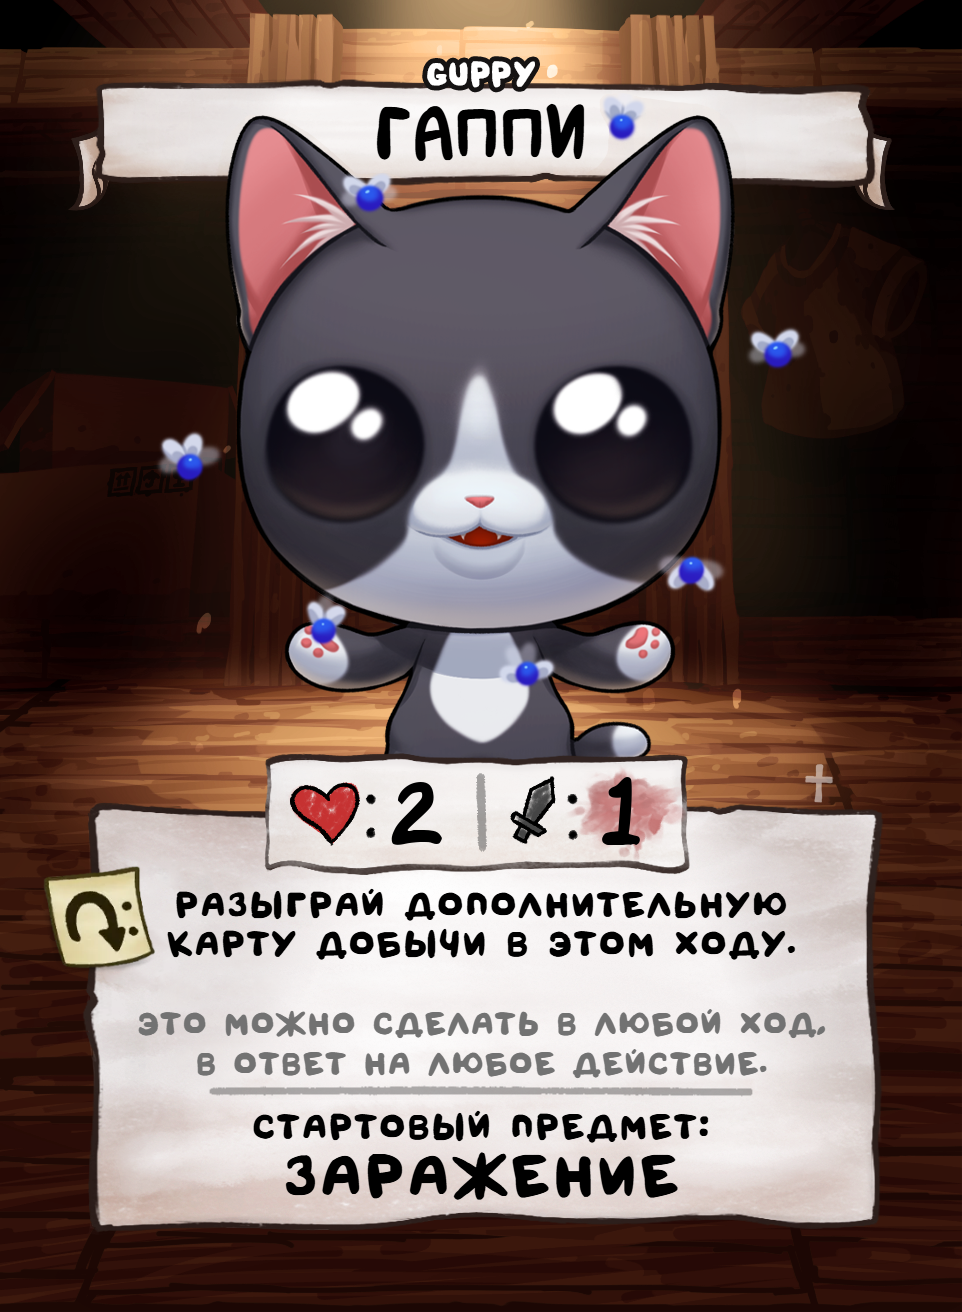 GUPPY
ГАППИ
: 2 | : 1
РАЗЫГРАЙ ДОПОЛНИТЕЛЬНУЮ
КАРТУ ДОБЫЧИ В ЭТОМ ХОДУ.
ЭТО МОЖНО СДЕЛАТЬ В ЛЮБОЙ ХОД,
В ОТВЕТ НА ЛЮБОЕ ДЕЙСТВИЕ.
СТАРТОВЫЙ ПРЕДМЕТ:
ЗАРАЖЕНИЕ